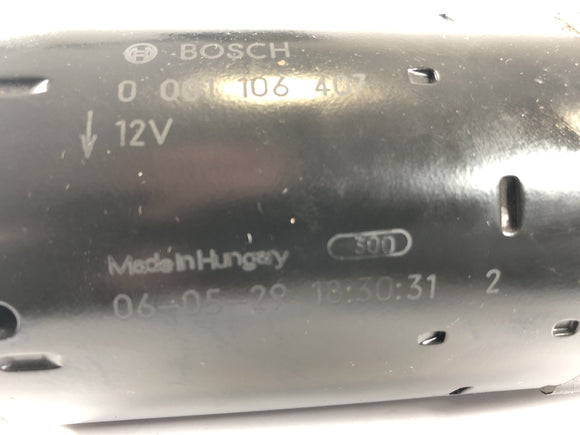 BOSCH
0 001 106 407
12V
Made in Hungary 300
06-05-29 18:30:31 2